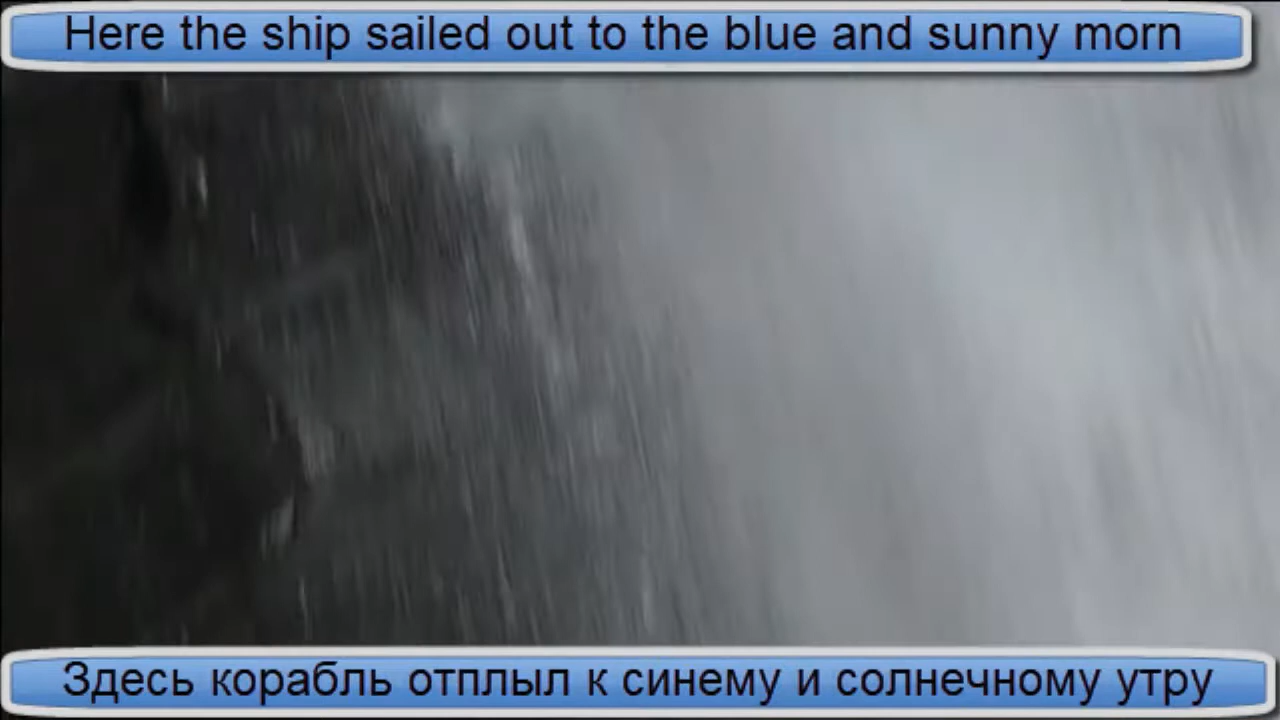 Here the ship sailed out to the blue and sunny morn
Здесь корабль отплыл к синему и солнечному утру